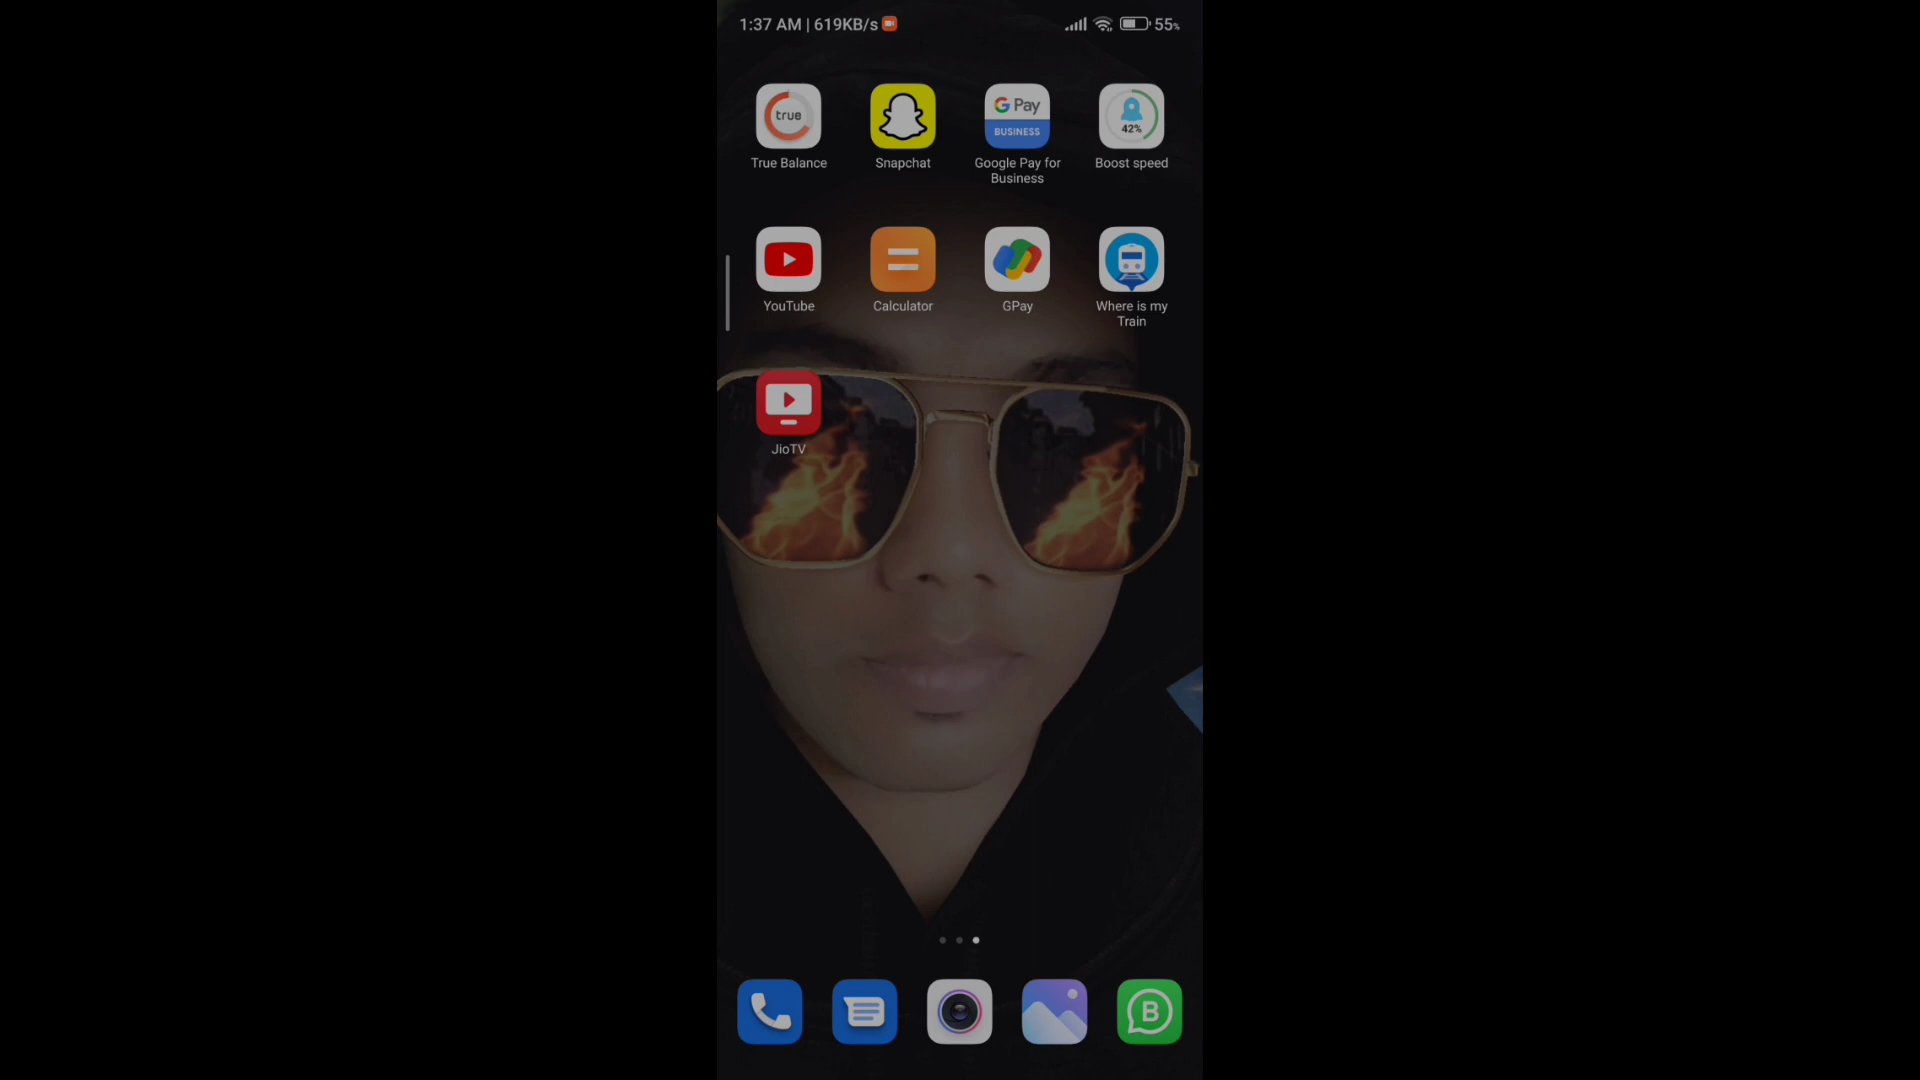 1:37 AM | 619KB/s
55%
true
G Pay
BUSINESS
42%
True Balance
Snapchat
Google Pay for
Business
Boost speed
YouTube
Calculator
GPay
Where is my
Train
JioTV
B